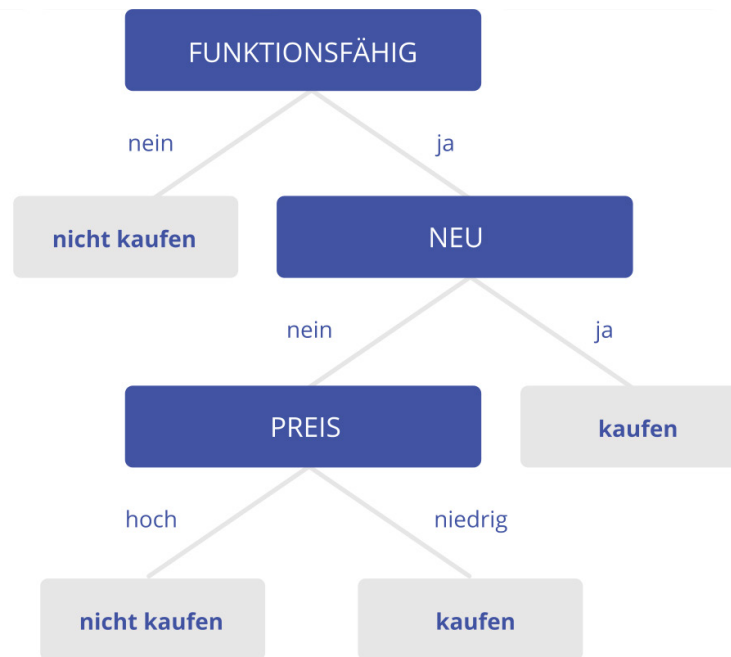 FUNKTIONSFÄHIG
nein
ja
nicht kaufen
NEU
nein
ja
PREIS
kaufen
hoch
niedrig
nicht kaufen
kaufen